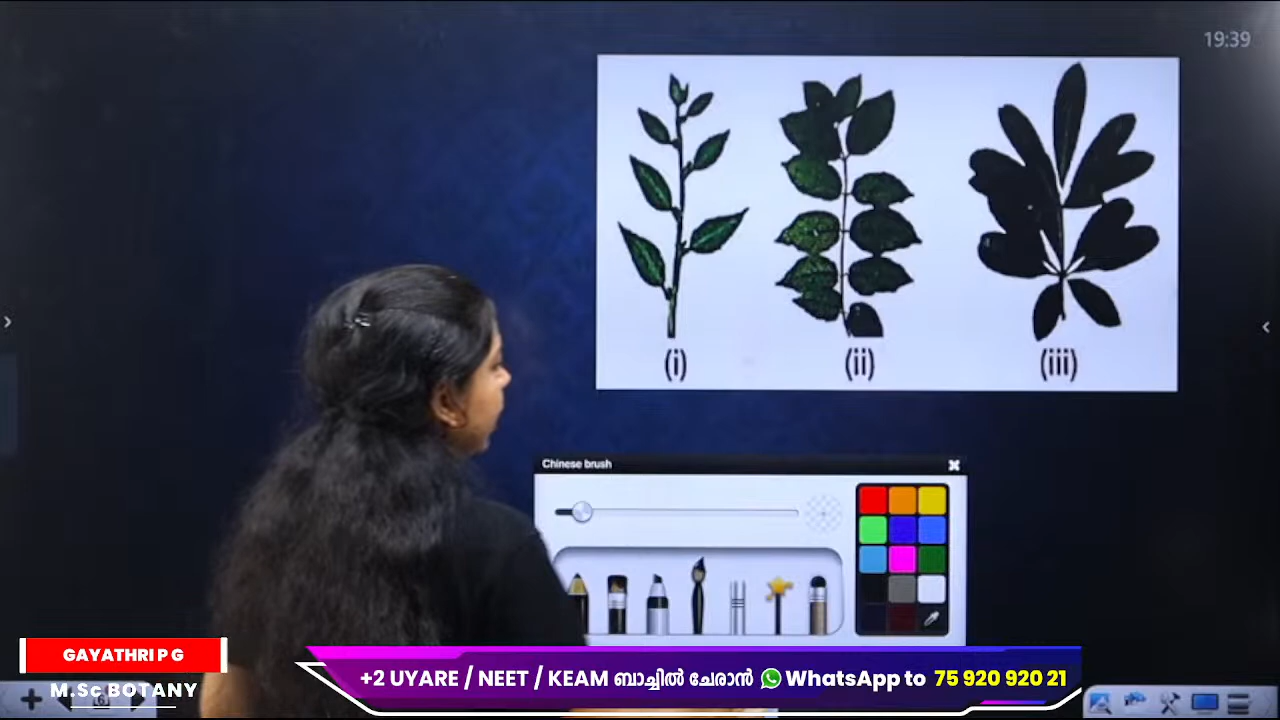 19:39
(i)
(ii)
(iii)
Chinese brush
GAYATHRI P G
M.Sc BOTANY
+2 UYARE / NEET / KEAM ബാച്ചിൽ ചേരാൻ WhatsApp to 75 920 920 21